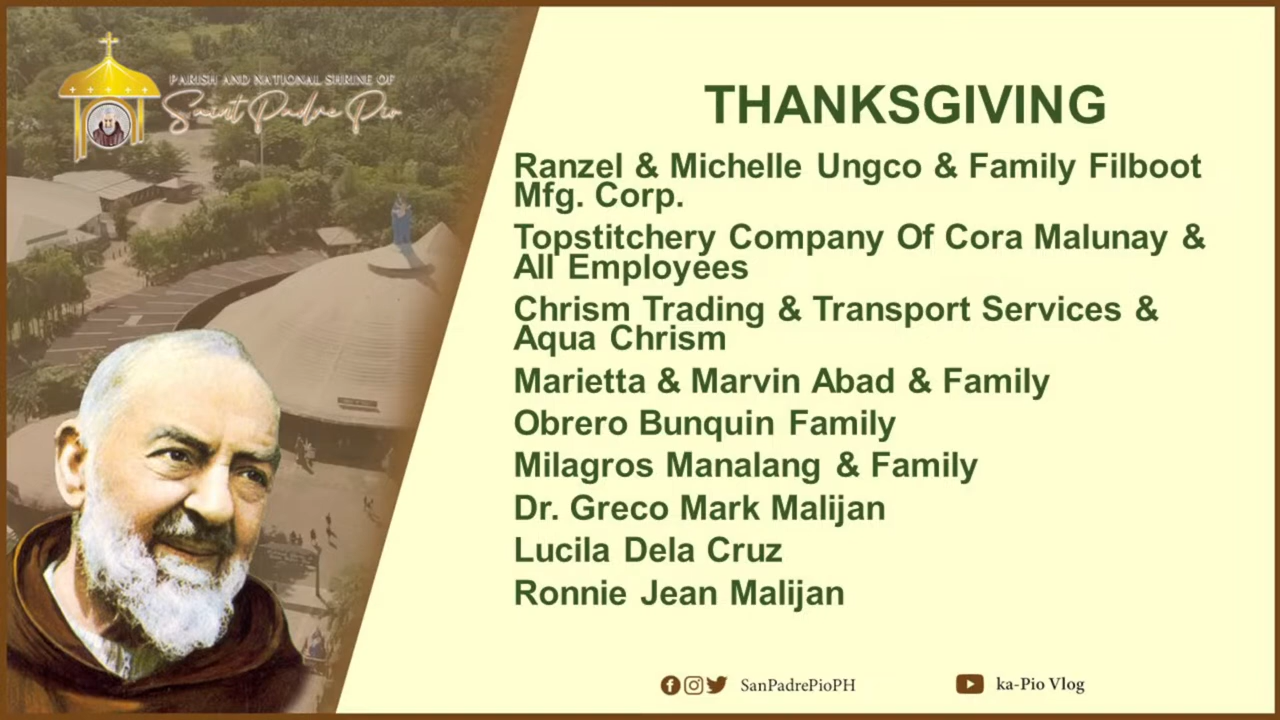 PARISH AND NATIONAL SHRINE OF
Saint Padre Pio
THANKSGIVING
Ranzel & Michelle Ungco & Family Filboot
Mfg. Corp.
Topstitchery Company Of Cora Malunay &
All Employees
Chrism Trading & Transport Services &
Aqua Chrism
Marietta & Marvin Abad & Family
Obrero Bunquin Family
Milagros Manalang & Family
Dr. Greco Mark Malijan
Lucila Dela Cruz
Ronnie Jean Malijan
SanPadrePioPH
ka-Pio Vlog